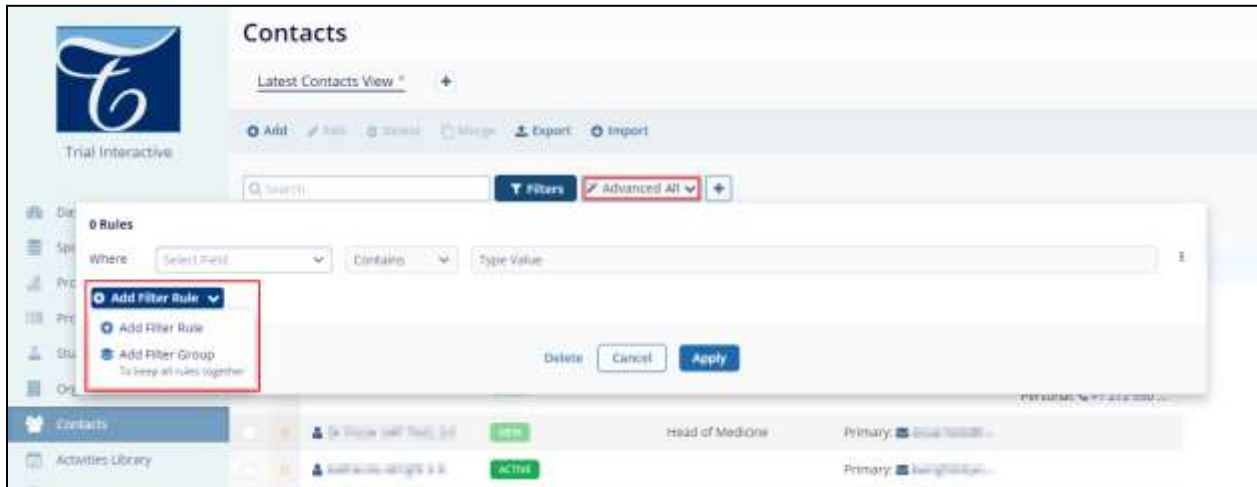 Contacts
Latest Contacts View *
Trial Interactive
Add Edit Delete Merge Export Import
Search Filters Advanced All
0 Rules
Where Select Field Contains Type Value
Add Filter Rule
Add Filter Rule
Add Filter Group
To keep all rules together
Delete Cancel Apply
Contacts
Head of Medicine Primary:
Activities Library
ACTIVE Primary: